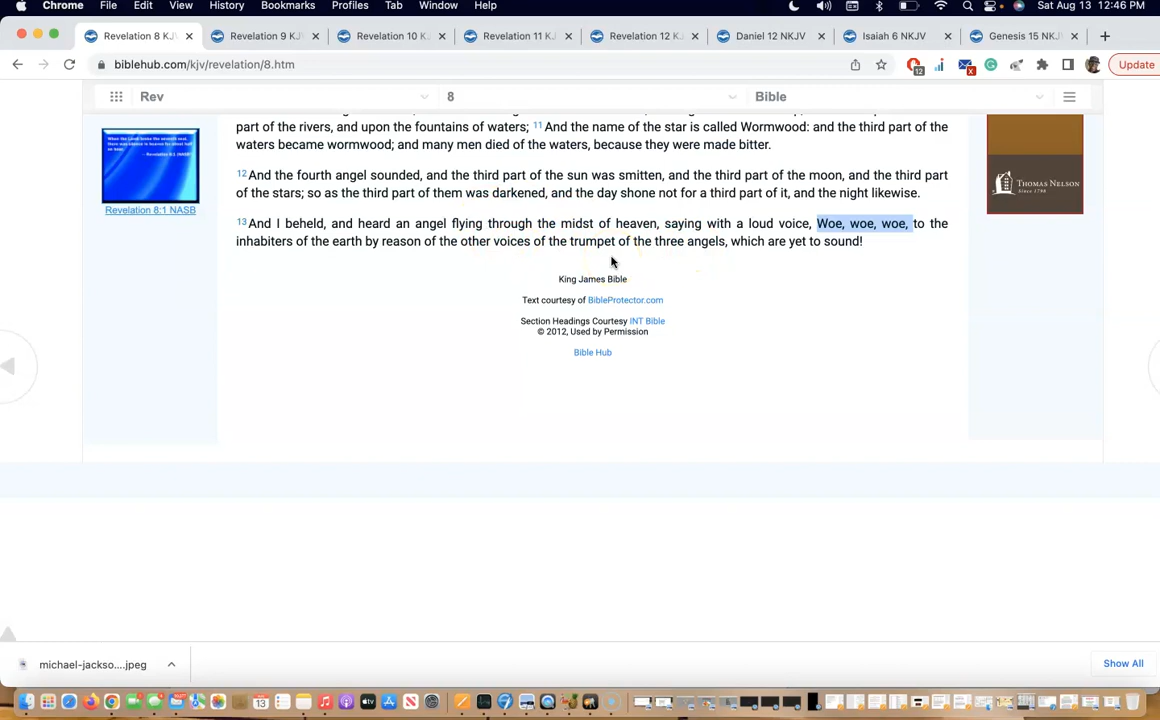 Chrome File Edit View History Bookmarks Profiles Tab Window Help Sat Aug 13 12:46 PM
Revelation 8 KJV Revelation 9 KJV Revelation 10 KJ Revelation 11 KJ Revelation 12 KJ Daniel 12 NKJV Isaiah 6 NKJV Genesis 15 NKJ
biblehub.com/kjv/revelation/8.htm 12 Update
Rev 8 Bible
part of the rivers, and upon the fountains of waters; 11And the name of the star is called Wormwood: and the third part of the
waters became wormwood; and many men died of the waters, because they were made bitter.
12And the fourth angel sounded, and the third part of the sun was smitten, and the third part of the moon, and the third part
of the stars; so as the third part of them was darkened, and the day shone not for a third part of it, and the night likewise.
13And I beheld, and heard an angel flying through the midst of heaven, saying with a loud voice, Woe, woe, woe, to the
inhabiters of the earth by reason of the other voices of the trumpet of the three angels, which are yet to sound!
Revelation 8:1 NASB
THOMAS NELSON
Since 1798
King James Bible
Text courtesy of BibleProtector.com
Section Headings Courtesy INT Bible
© 2012, Used by Permission
Bible Hub
michael-jackso....jpeg Show All